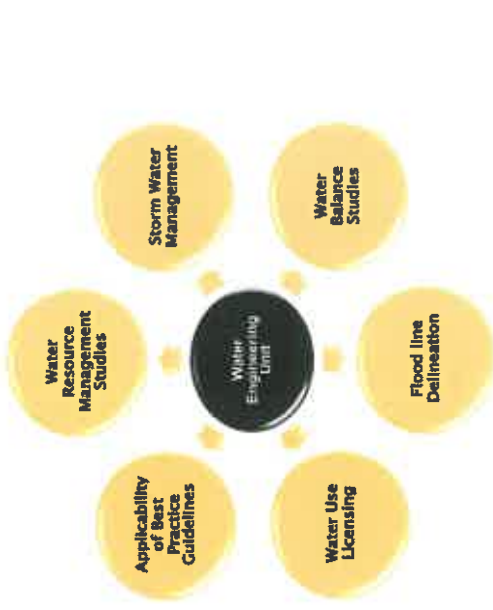 Water
Resource
Management
Studies
Storm Water
Management
Water
Balance
Studies
Flood line
Delineation
Water Use
Licensing
Applicability
of Best
Practice
Guidelines
Water
Engineering
Unit